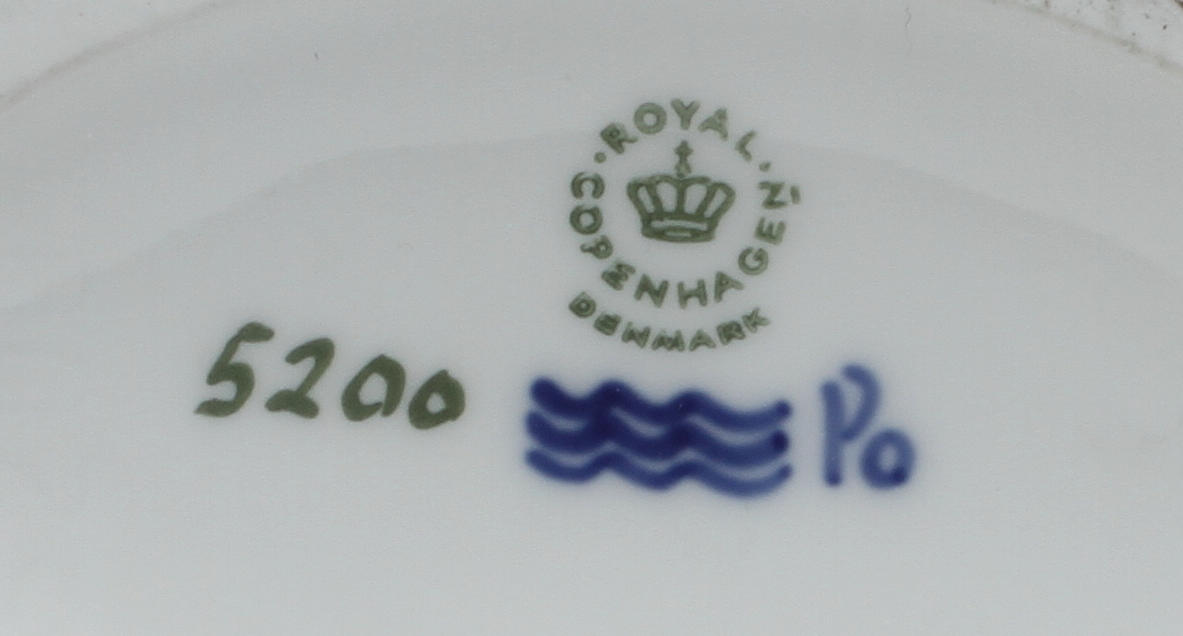 ROYAL
COPENHAGEN
DENMARK
5200
Po